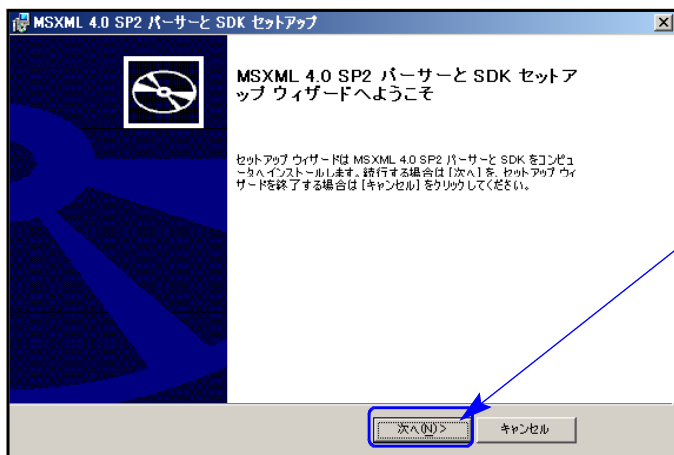 MSXML 4.0 SP2 パーサーと SDK セットアップ
MSXML 4.0 SP2 パーサーと SDK セットア
ップ ウィザードへようこそ
セットアップ ウィザードは MSXML 4.0 SP2 パーサーと SDK をコンピュ
ータへインストールします。続行する場合は [次へ] を、セットアップ ウィ
ザードを終了する場合は [キャンセル] をクリックしてください。
次へ(N) >
キャンセル